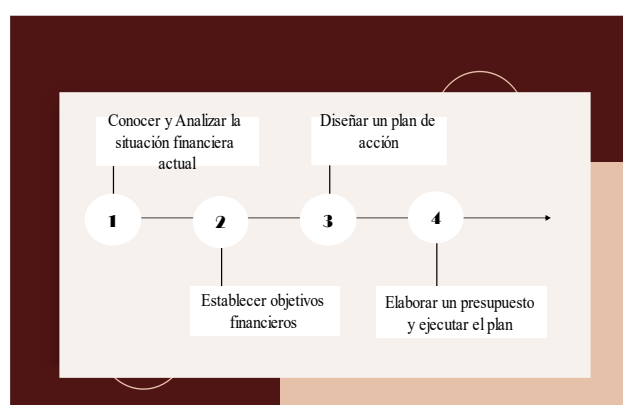 Conocer y Analizar la
situación financiera
actual
Diseñar un plan de
acción
1
2
3
4
Establecer objetivos
financieros
Elaborar un presupuesto
y ejecutar el plan